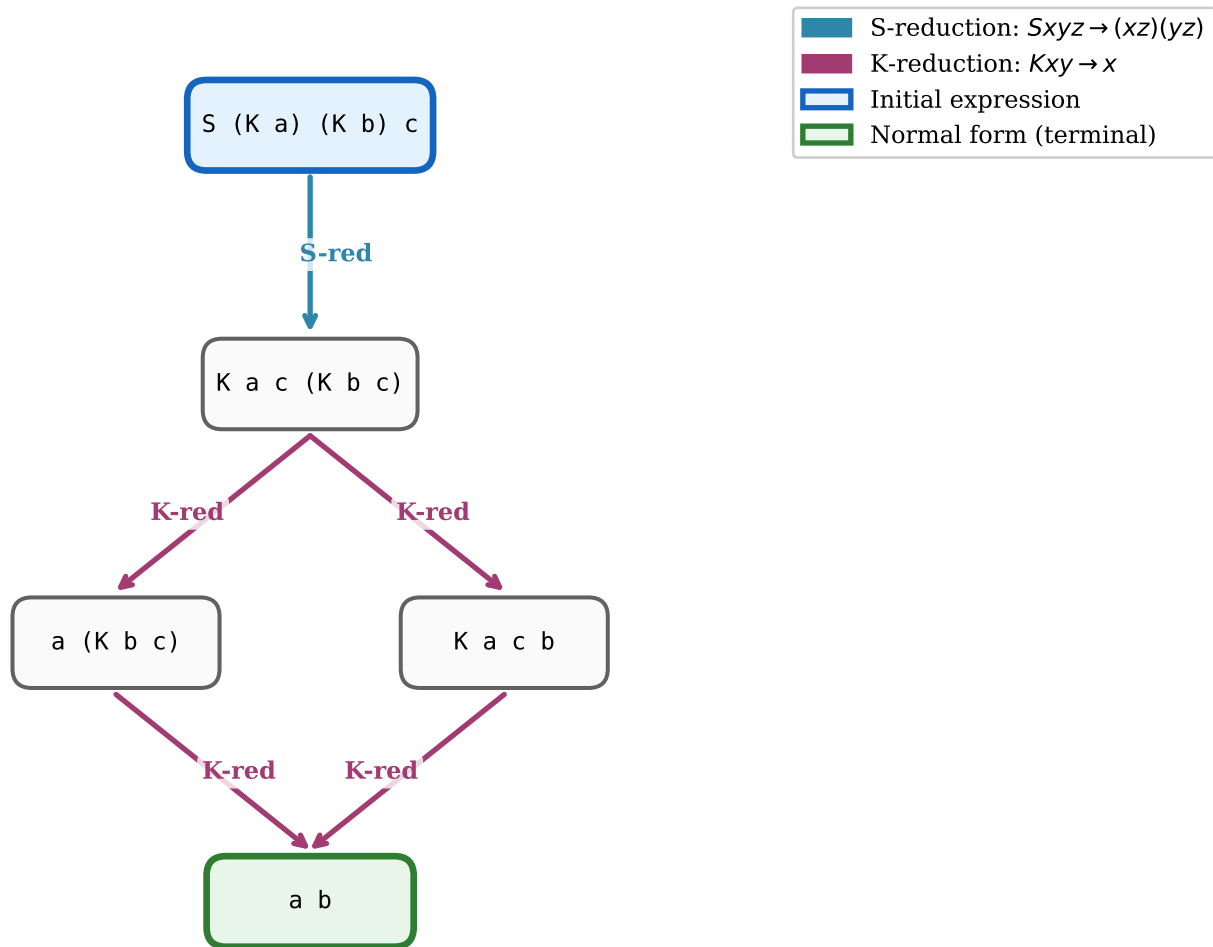 S-reduction: Sxyz → (xz)(yz)
K-reduction: Kxy → x
Initial expression
Normal form (terminal)
S (K a) (K b) c
S-red
K a c (K b c)
K-red
K-red
a (K b c)
K a c b
K-red
K-red
a b